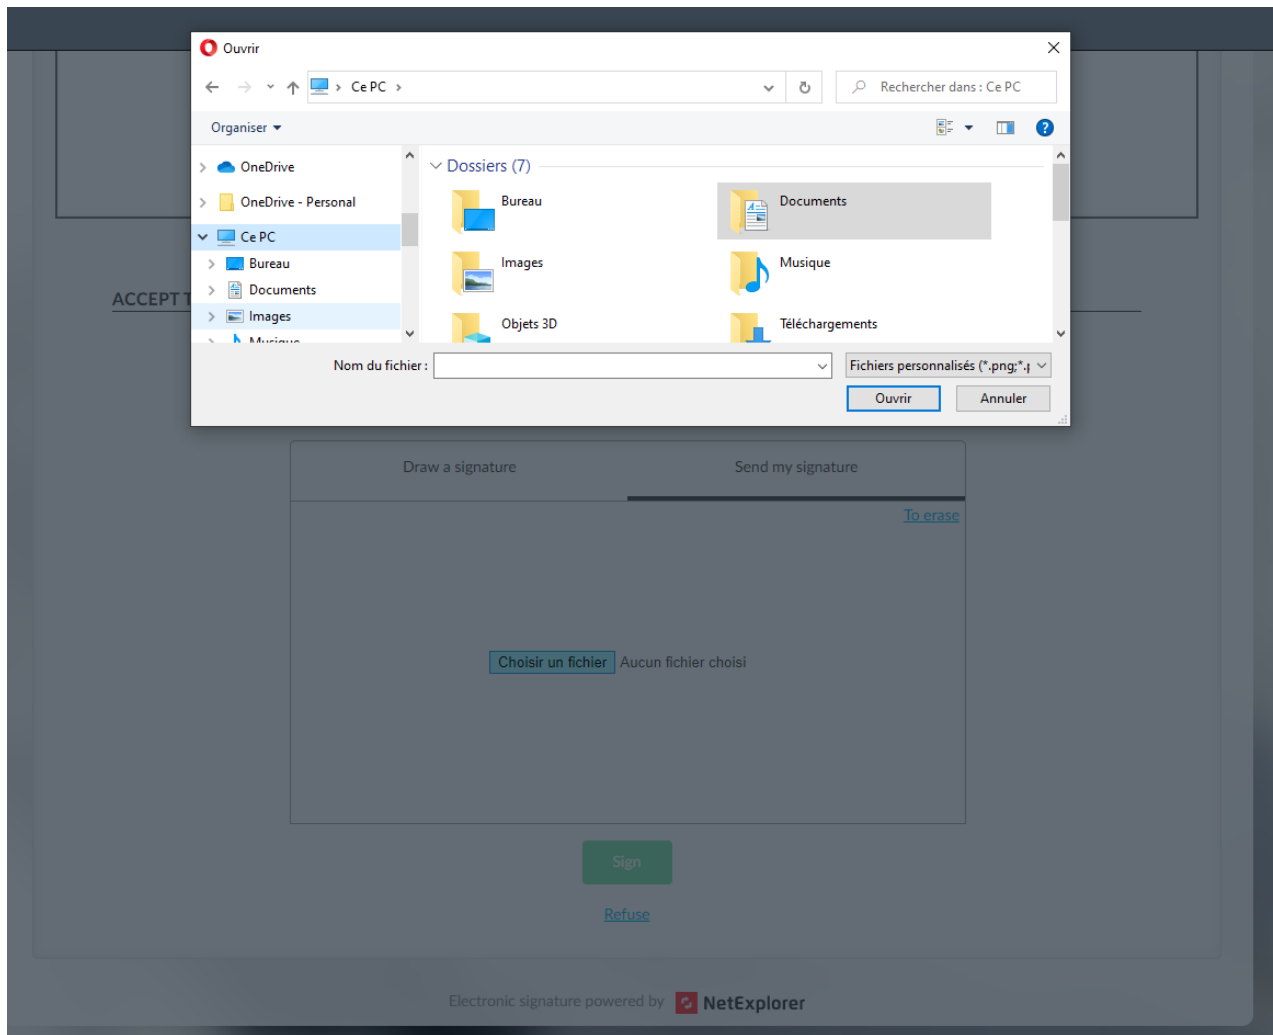 Ouvrir
Ce PC
Rechercher dans : Ce PC
Organiser
OneDrive
OneDrive - Personal
Ce PC
Bureau
Documents
Images
Musique
Dossiers (7)
Bureau
Documents
Images
Musique
Objets 3D
Téléchargements
Nom du fichier :
Fichiers personnalisés (*.png;*.
Ouvrir
Annuler
ACCEPT
Draw a signature
Send my signature
To erase
Choisir un fichier
Aucun fichier choisi
Sign
Refuse
Electronic signature powered by NetExplorer